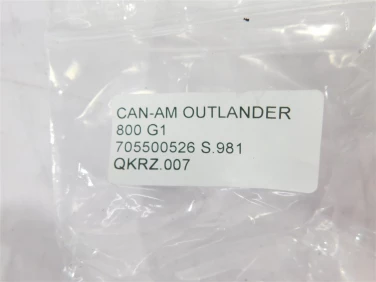 CAN-AM OUTLANDER
800 G1
705500526 S.981
QKRZ.007